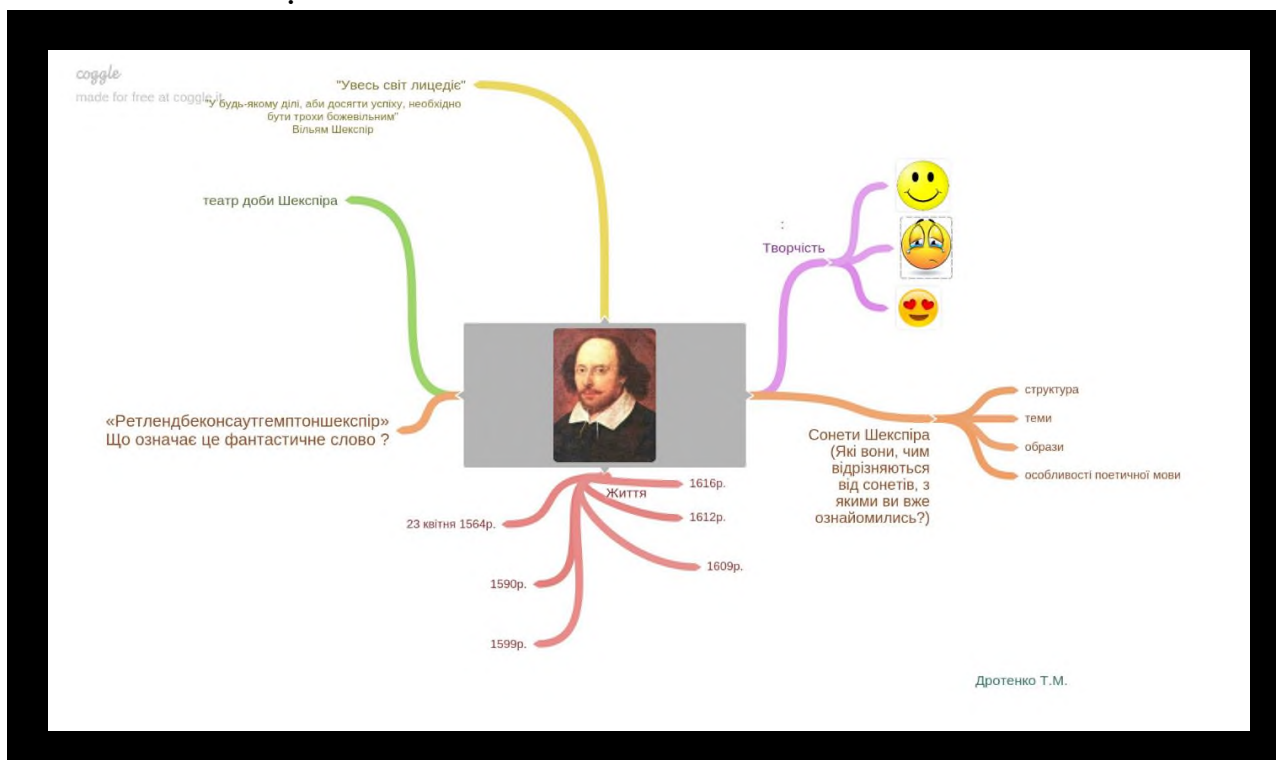 coggle
made for free at coggle.it
"Увесь світ лицедіє"
"У будь-якому ділі, аби досягти успіху, необхідно
бути трохи божевільним"
Вільям Шекспір
театр доби Шекспіра
«Ретлендбеконсаутгемптоншекспір»
Що означає це фантастичне слово ?
:
Творчість
Сонети Шекспіра
(Які вони, чим
відрізняються
від сонетів, з
якими ви вже
ознайомились?)
структура
теми
образи
особливості поетичної мови
Життя
23 квітня 1564р.
1590р.
1599р.
1616р.
1612р.
1609р.
Дротенко Т.М.